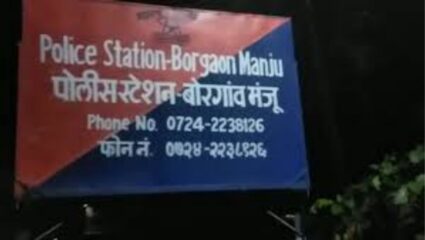 Police Station-Borgaon Manju
पोलीस स्टेशन-बोरगांव मंजू
Phone No. 0724-2238126
फोन नं. ०७२४-२२३८१२६